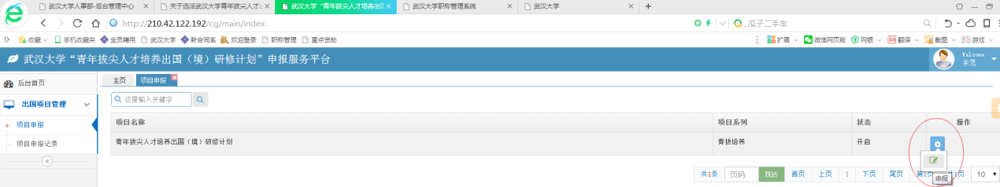 武汉大学人事部-后台管理中心
关于选派武汉大学青年拔尖人才:
武汉大学“青年拔尖人才培养出
武汉大学职称管理系统
武汉大学
http://210.42.122.192/cg/main/index
瓜子二手车
收藏 手机收藏夹 全员聘用 武汉大学 新合同系 欢迎登录 职称管理 重点资助 扩展 微信网页版 网银 翻译 截图 游戏
武汉大学“青年拔尖人才培养出国（境）研修计划”申报服务平台
Welcome
余艺
后台首页
主页 项目申报
出国项目管理
这里输入关键字
项目申报
项目申报记录
项目名称 项目系列 状态 操作
青年拔尖人才培养出国（境）研修计划 青拔培养 开启
共1条 页码 跳转 首页 上页 1 下页 尾页 第1页 共1页 10
申报